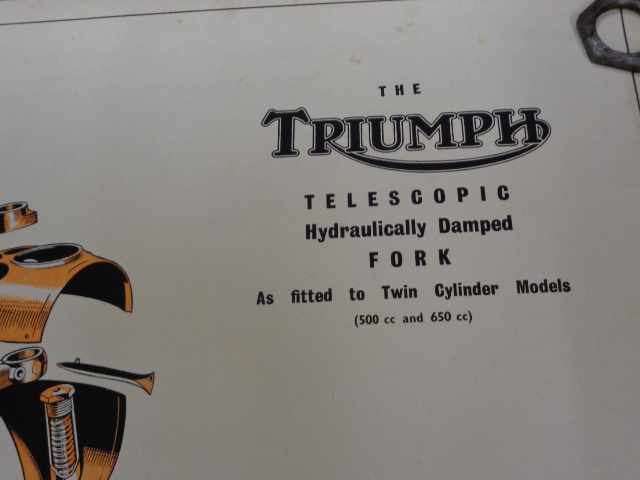 THE
TRIUMPH
TELESCOPIC
Hydraulically Damped
FORK
As fitted to Twin Cylinder Models
(500 cc and 650 cc)